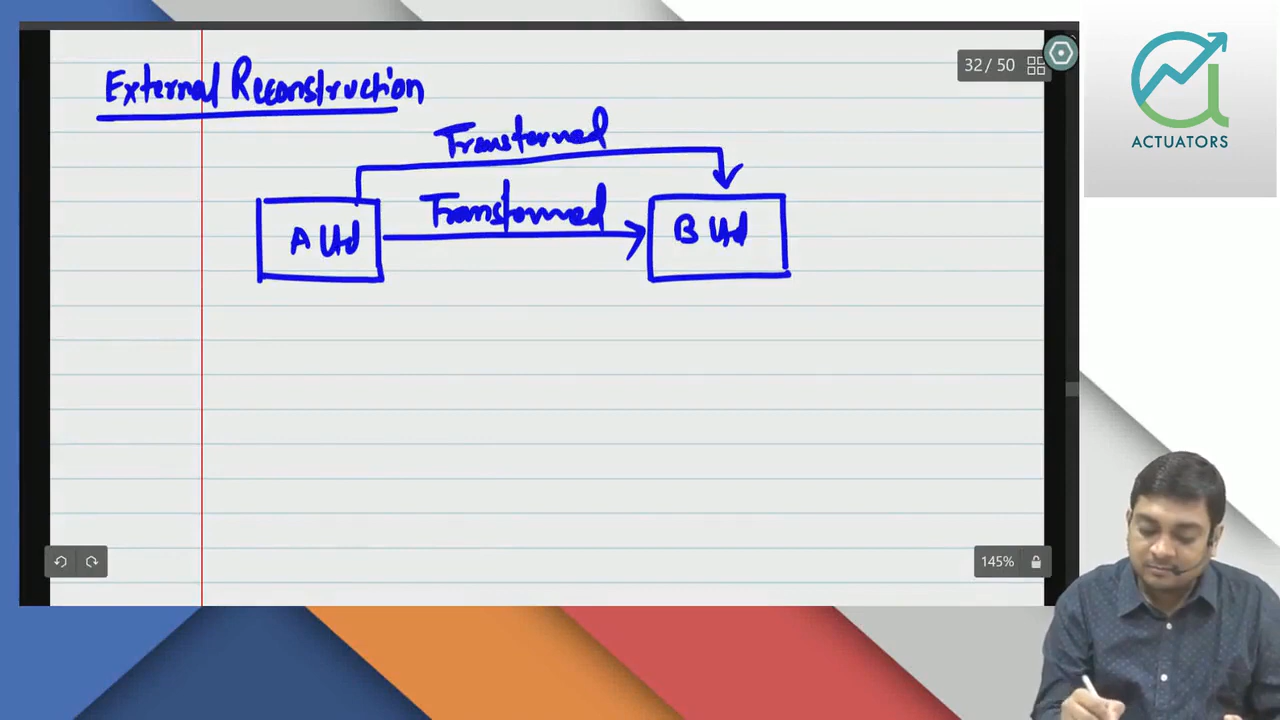 External Reconstruction
32 / 50
ACTUATORS
Transferred
Transformed
A Ltd
B Ltd
145%